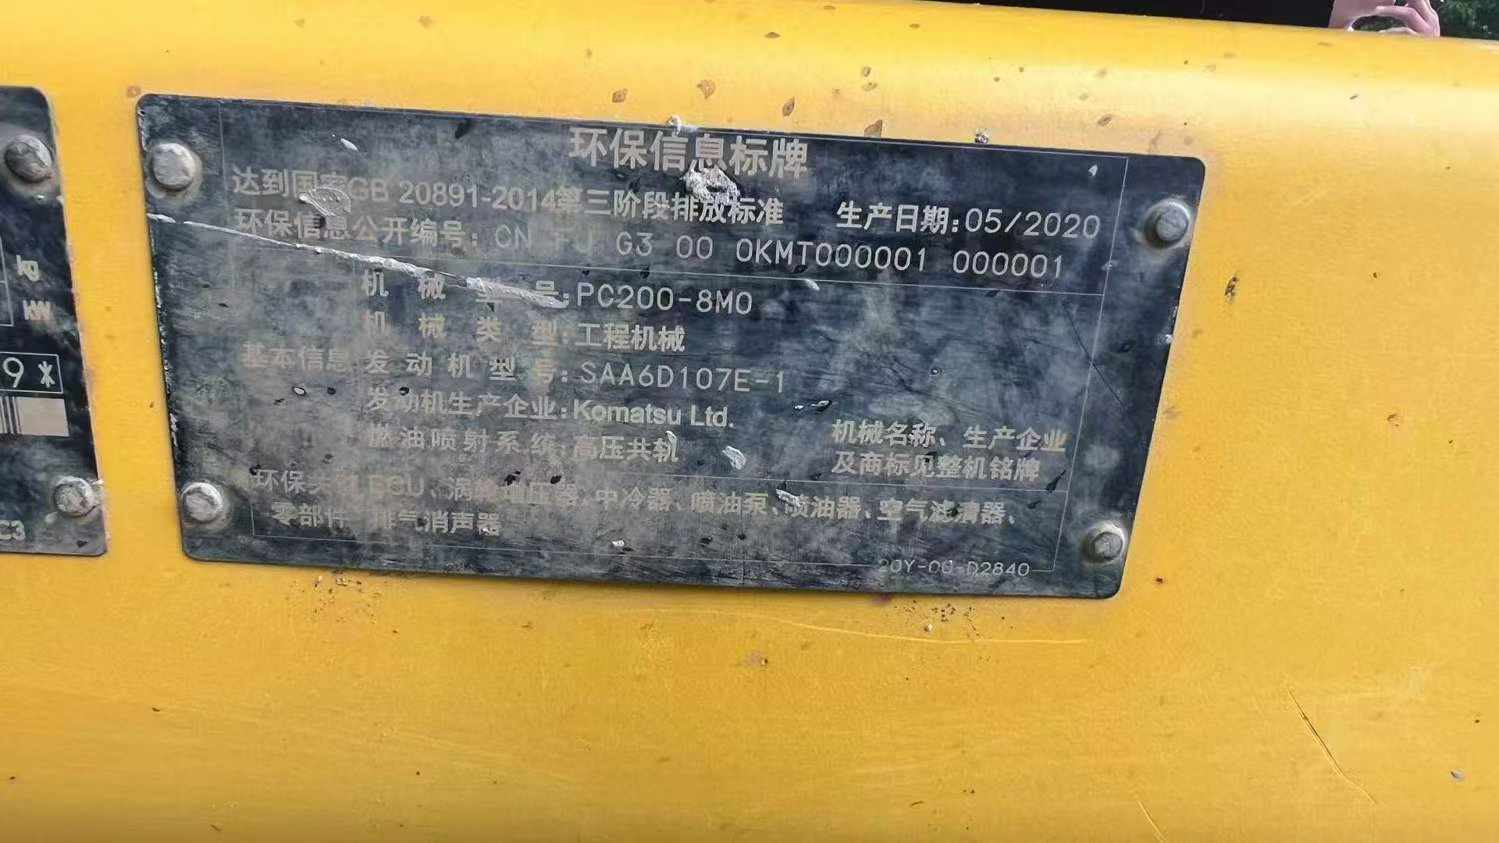 环保信息标牌
达到国家GB 20891-2014第三阶段排放标准 生产日期:05/2020
环保信息公开编号: CN FJ G3 00 0KMT000001 000001
机械型号:PC200-8M0
机械类型:工程机械
基本信息 发动机型号:SAA6D107E-1
发动机生产企业:Komatsu Ltd.
燃油喷射系统:高压共轨
机械名称、生产企业
及商标见整机铭牌
环保关 ECU、涡轮增压器、中冷器、喷油泵、喷油器、空气滤清器、
零部件 排气消声器
20Y-00-D2840
kg
kW
9*
C3